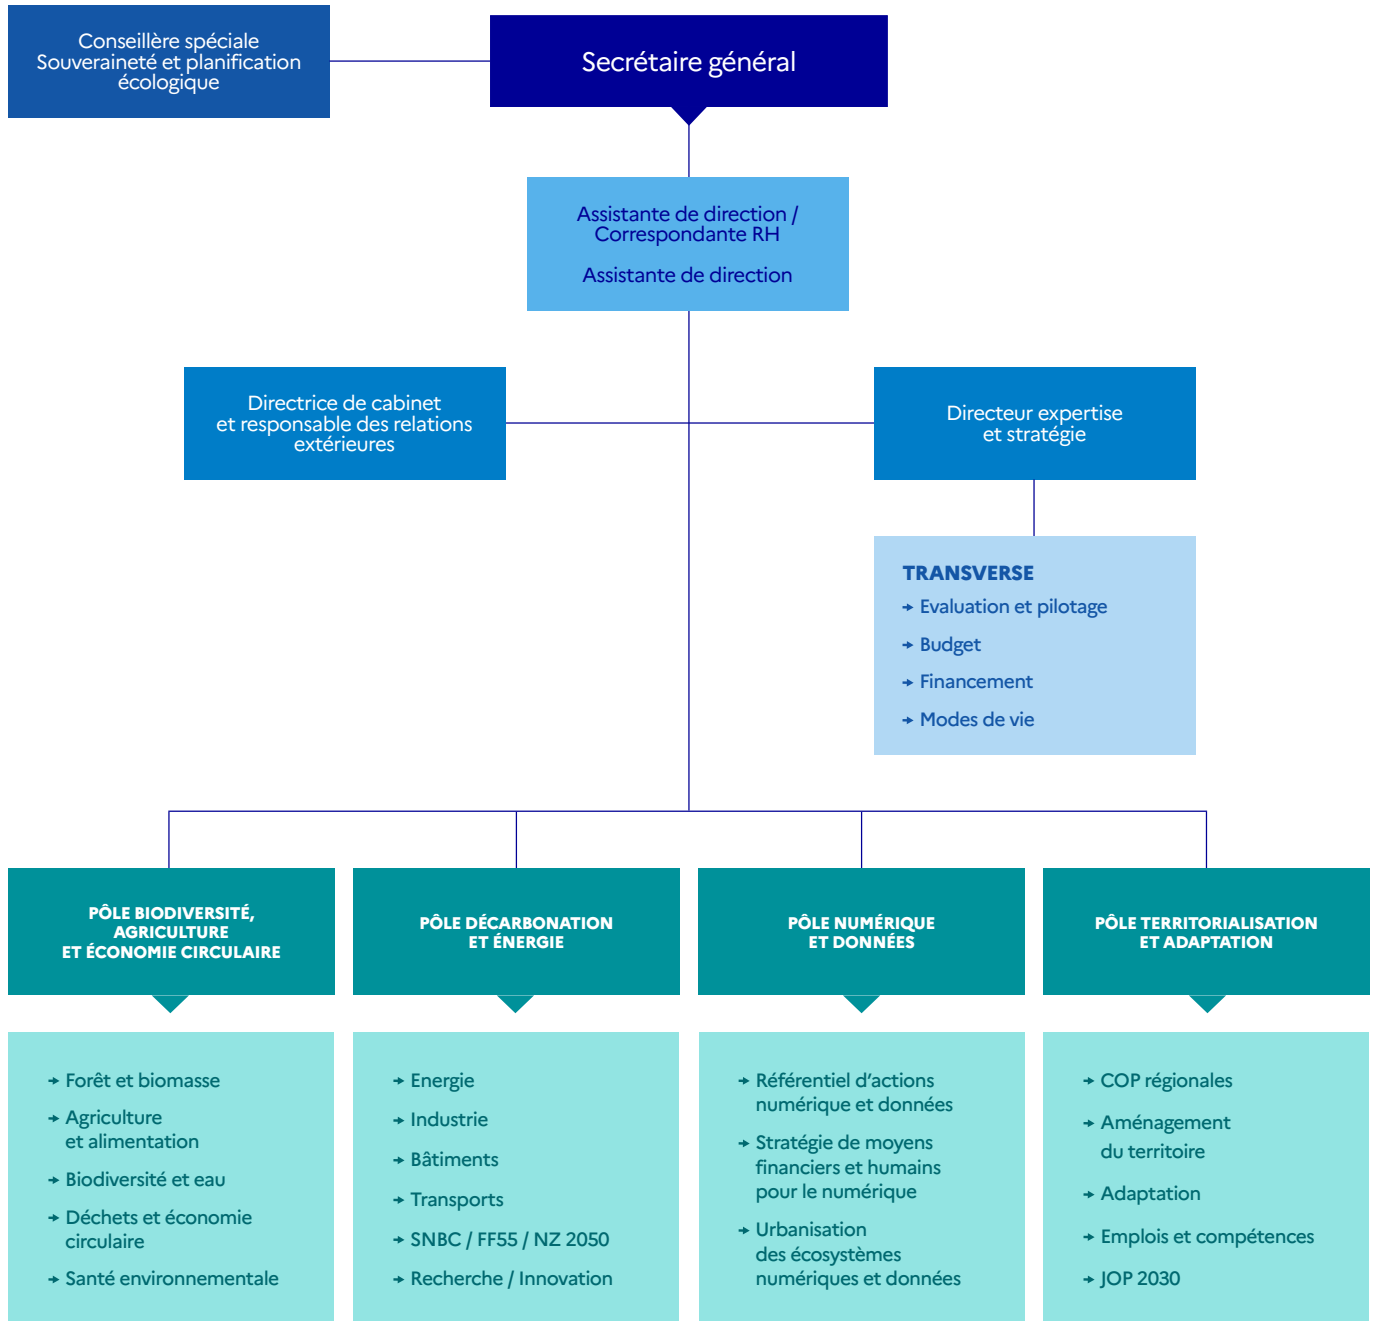 Conseillère spéciale
Souveraineté et planification
écologique
Secrétaire général
Assistante de direction /
Correspondante RH
Assistante de direction
Directrice de cabinet
et responsable des relations
extérieures
Directeur expertise
et stratégie
TRANSVERSE
→ Evaluation et pilotage
→ Budget
→ Financement
→ Modes de vie
PÔLE BIODIVERSITÉ,
AGRICULTURE
ET ÉCONOMIE CIRCULAIRE
→ Forêt et biomasse
→ Agriculture
et alimentation
→ Biodiversité et eau
→ Déchets et économie
circulaire
→ Santé environnementale
PÔLE DÉCARBONATION
ET ÉNERGIE
→ Energie
→ Industrie
→ Bâtiments
→ Transports
→ SNBC / FF55 / NZ 2050
→ Recherche / Innovation
PÔLE NUMÉRIQUE
ET DONNÉES
→ Référentiel d’actions
numérique et données
→ Stratégie de moyens
financiers et humains
pour le numérique
→ Urbanisation
des écosystèmes
numériques et données
PÔLE TERRITORIALISATION
ET ADAPTATION
→ COP régionales
→ Aménagement
du territoire
→ Adaptation
→ Emplois et compétences
→ JOP 2030